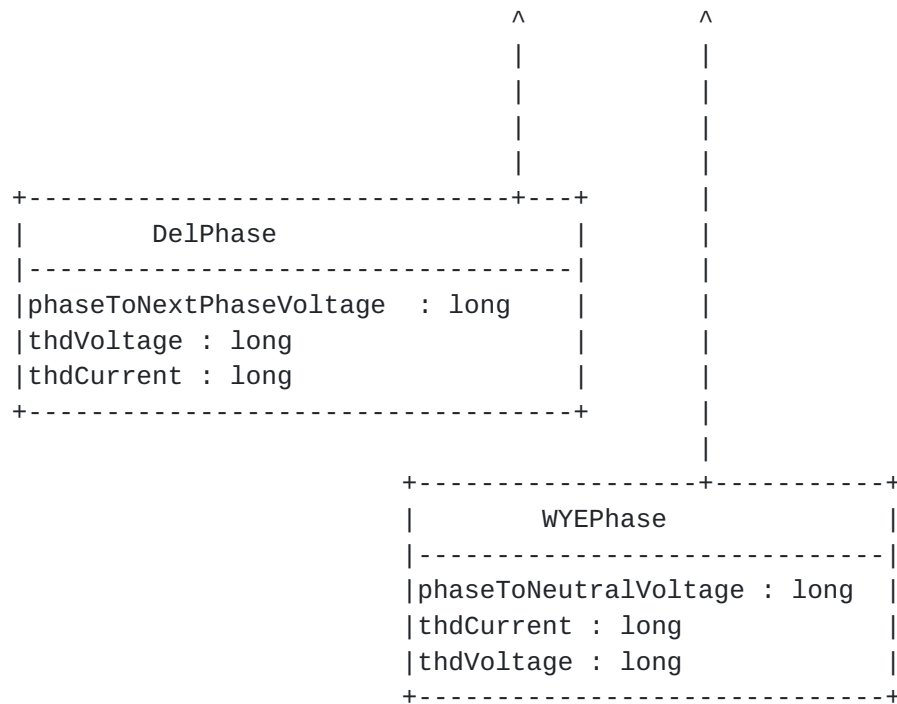 DelPhase
phaseToNextPhaseVoltage : long
thdVoltage : long
thdCurrent : long
WYEPhase
phaseToNeutralVoltage : long
thdCurrent : long
thdVoltage : long